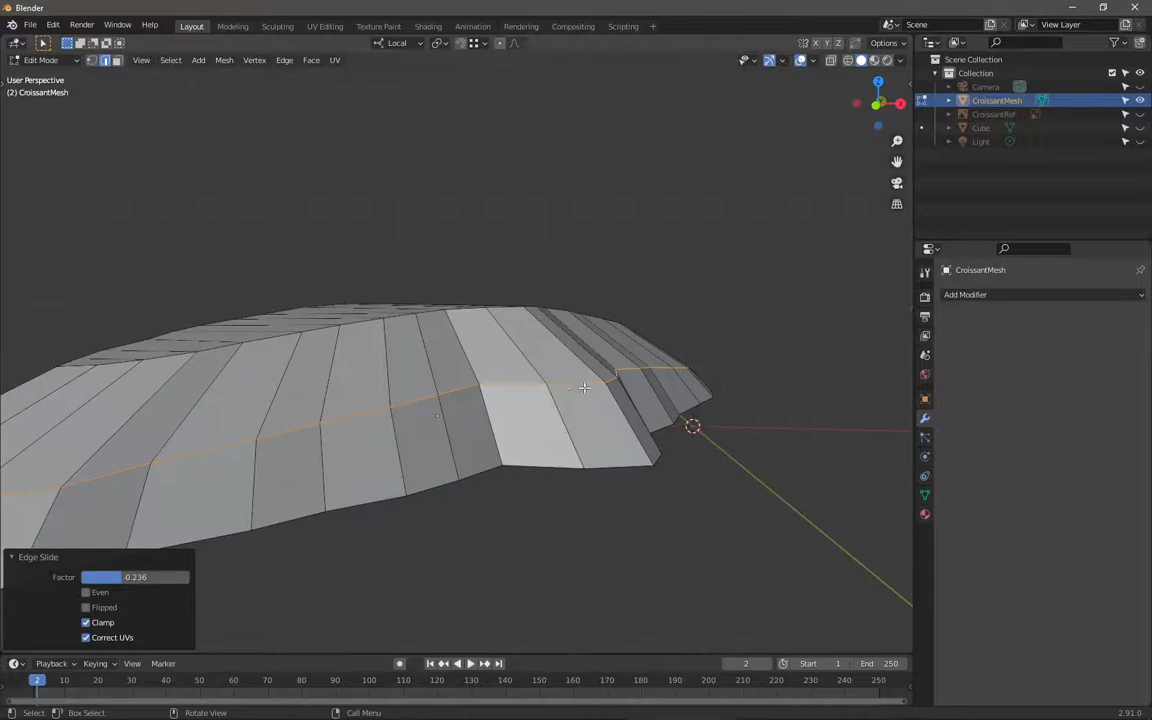 Blender
File Edit Render Window Help Layout Modeling Sculpting UV Editing Texture Paint Shading Animation Rendering Compositing Scripting + Scene View Layer
Local X Y Z Options
Edit Mode View Select Add Mesh Vertex Edge Face UV
User Perspective
(2) CroissantMesh
Z
X
Scene Collection
Collection
Camera
CroissantMesh
CroissantRef
Cube
Light
CroissantMesh
Add Modifier
Edge Slide
Factor 0.236
Even
Flipped
Clamp
Correct UVs
Playback Keying View Marker 2 Start 1 End 250
2 10 20 30 40 50 60 70 80 90 100 110 120 130 140 150 160 170 180 190 200 210 220 230 240 250
Select Box Select Rotate View Call Menu 2.91.0